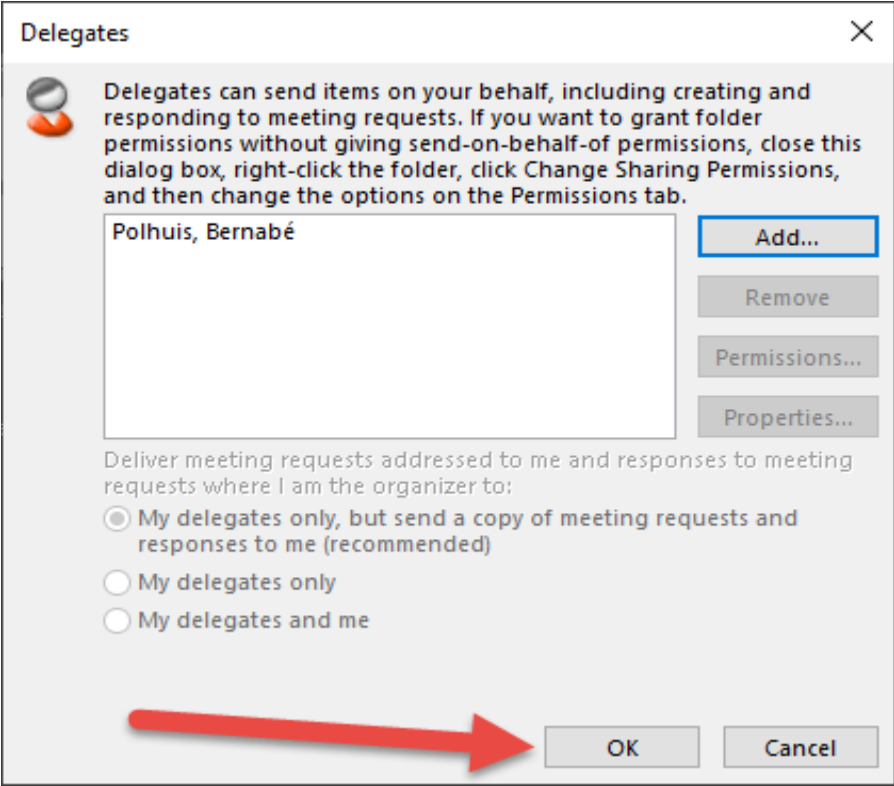 Delegates
Delegates can send items on your behalf, including creating and
responding to meeting requests. If you want to grant folder
permissions without giving send-on-behalf-of permissions, close this
dialog box, right-click the folder, click Change Sharing Permissions,
and then change the options on the Permissions tab.
Polhuis, Bernabé
Add...
Remove
Permissions...
Properties...
Deliver meeting requests addressed to me and responses to meeting
requests where I am the organizer to:
My delegates only, but send a copy of meeting requests and
responses to me (recommended)
My delegates only
My delegates and me
OK
Cancel